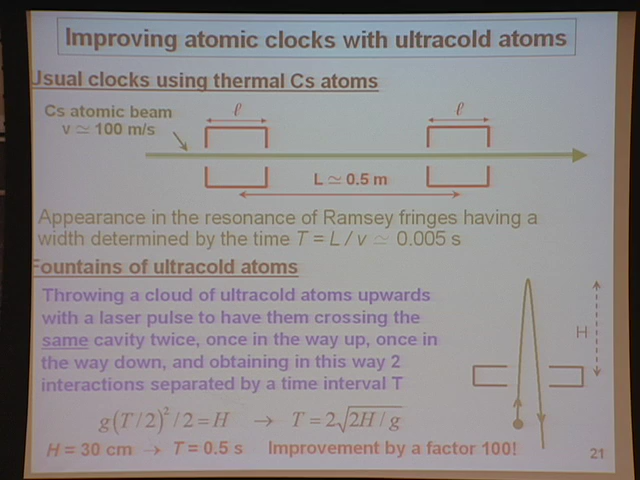 Improving atomic clocks with ultracold atoms
Usual clocks using thermal Cs atoms
Cs atomic beam
v ≃ 100 m/s
ℓ
ℓ
L ≃ 0.5 m
Appearance in the resonance of Ramsey fringes having a
width determined by the time T = L / v ≃ 0.005 s
Fountains of ultracold atoms
Throwing a cloud of ultracold atoms upwards
with a laser pulse to have them crossing the
same cavity twice, once in the way up, once in
the way down, and obtaining in this way 2
interactions separated by a time interval T
H
g(T/2)²/2 = H → T = 2√2H/g
H = 30 cm → T = 0.5 s Improvement by a factor 100!
21